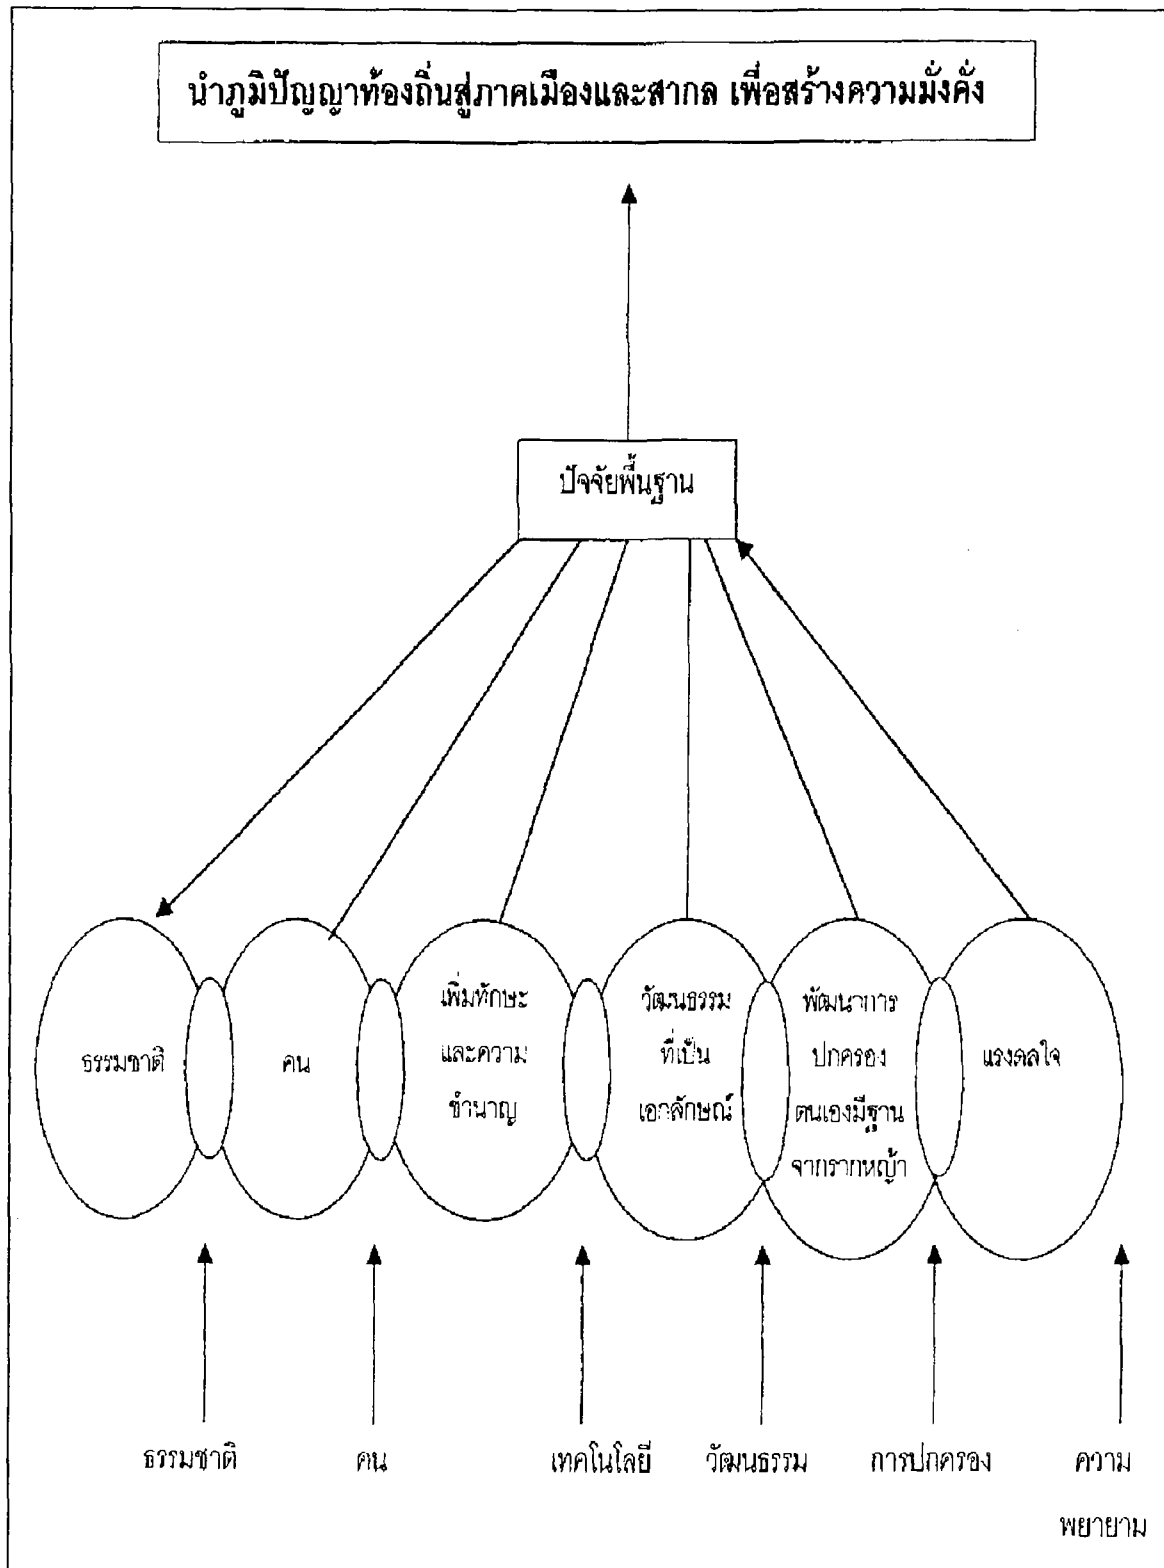 นำภูมิปัญญาท้องถิ่นสู่ภาคเมืองและสากล เพื่อสร้างความมั่งคั่ง
ปัจจัยพื้นฐาน
ธรรมชาติ
คน
เพิ่มทักษะ
และความ
ชำนาญ
วัฒนธรรม
ที่เป็น
เอกลักษณ์
พัฒนาการ
ปกครอง
ตนเองมีฐาน
จากรากหญ้า
แรงดลใจ
ธรรมชาติ
คน
เทคโนโลยี
วัฒนธรรม
การปกครอง
ความ
พยายาม